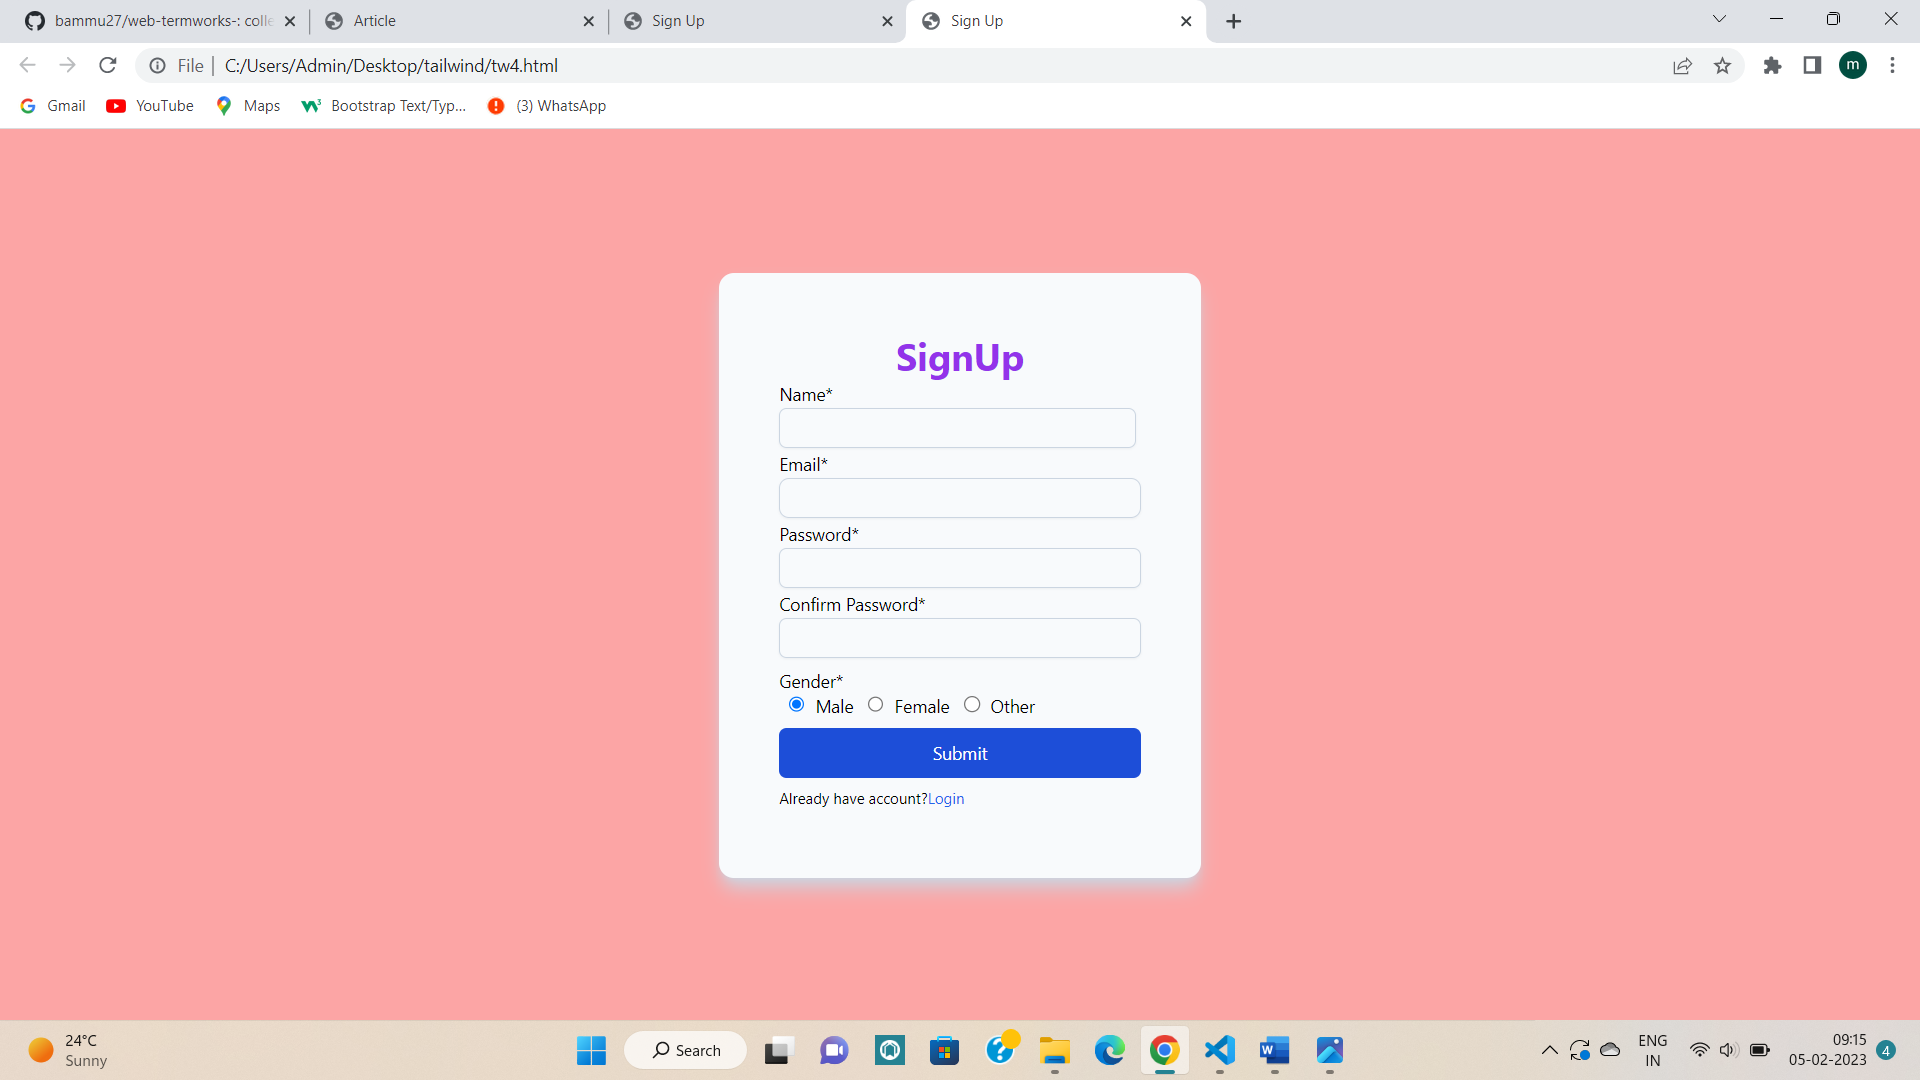 bammu27/web-termworks-: colle
Article
Sign Up
Sign Up
File
C:/Users/Admin/Desktop/tailwind/tw4.html
m
Gmail
YouTube
Maps
Bootstrap Text/Typ...
(3) WhatsApp
SignUp
Name*
Email*
Password*
Confirm Password*
Gender*
Male Female Other
Submit
Already have account?Login
24°C
Sunny
Search
ENG
IN
09:15
05-02-2023
4